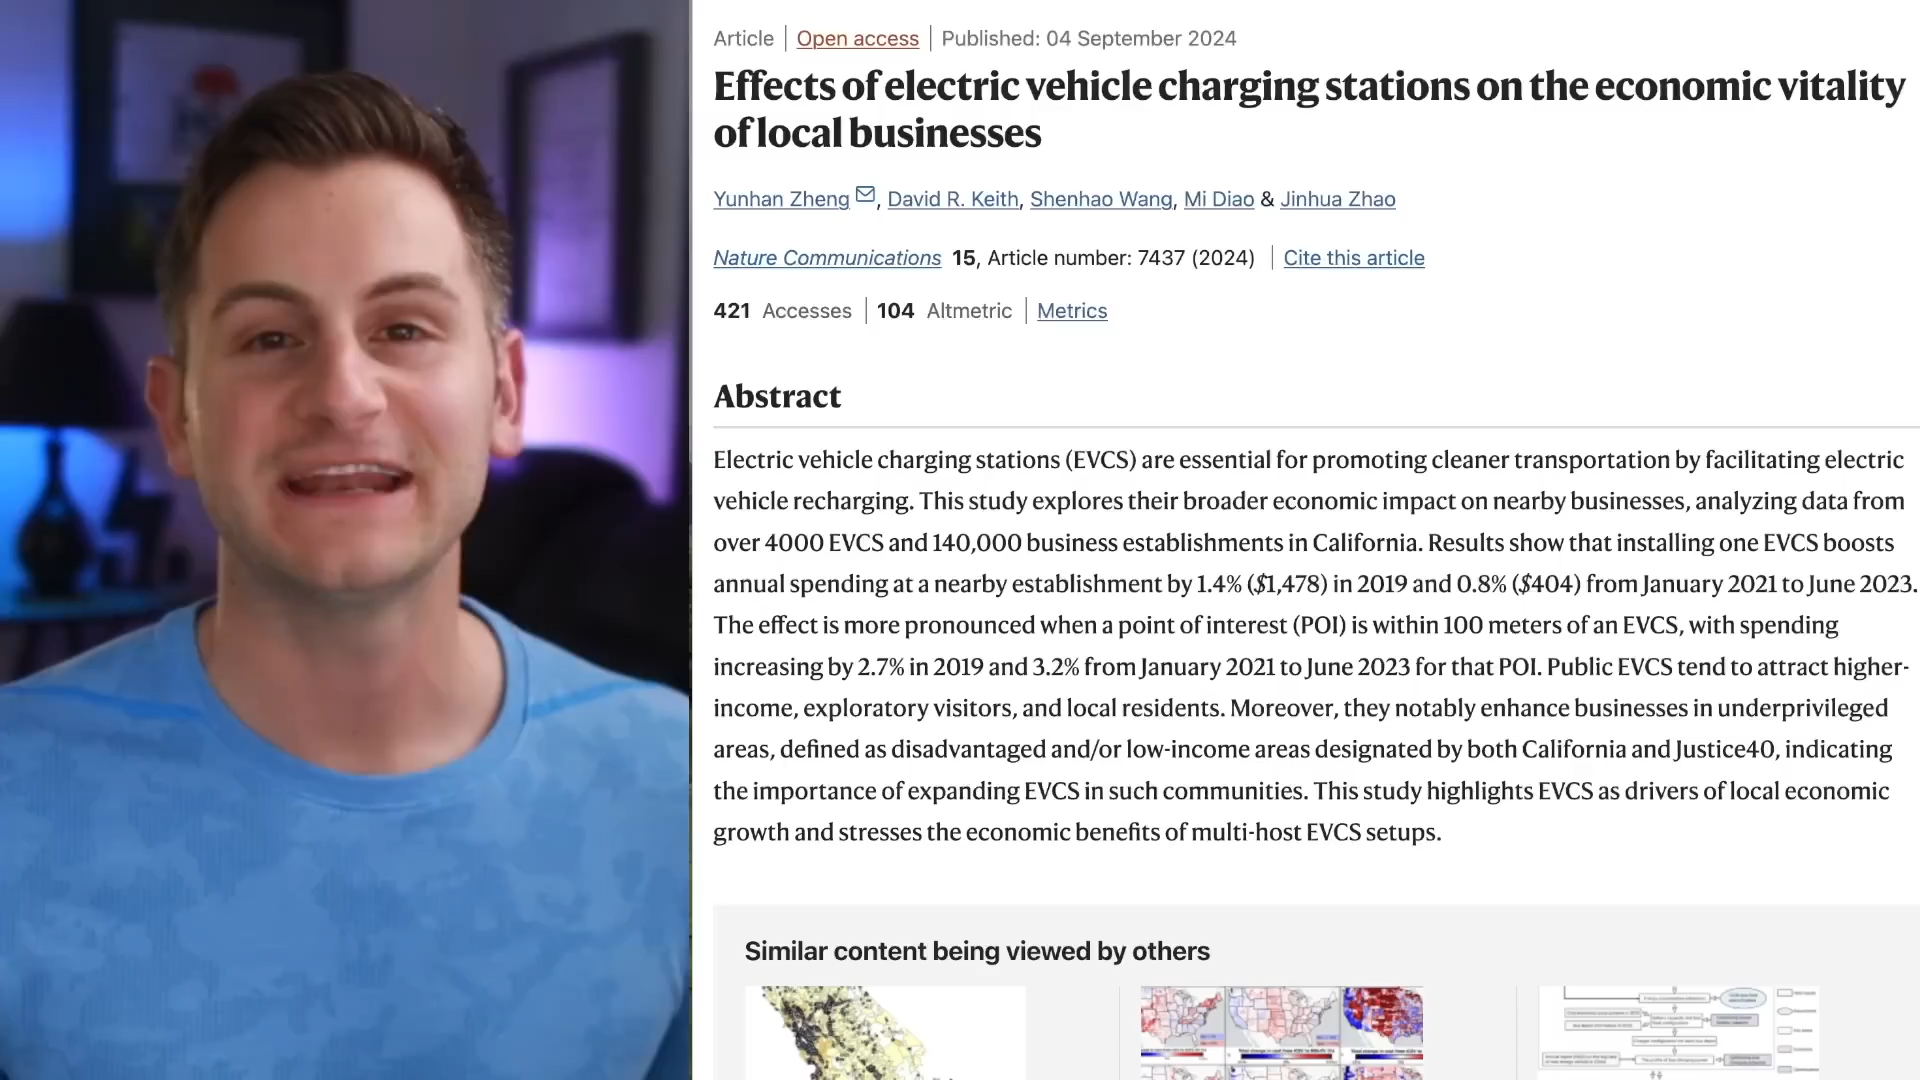 Article | Open access | Published: 04 September 2024
Effects of electric vehicle charging stations on the economic vitality
of local businesses
Yunhan Zheng, David R. Keith, Shenhao Wang, Mi Diao & Jinhua Zhao
Nature Communications 15, Article number: 7437 (2024) | Cite this article
421 Accesses | 104 Altmetric | Metrics
Abstract
Electric vehicle charging stations (EVCS) are essential for promoting cleaner transportation by facilitating electric
vehicle recharging. This study explores their broader economic impact on nearby businesses, analyzing data from
over 4000 EVCS and 140,000 business establishments in California. Results show that installing one EVCS boosts
annual spending at a nearby establishment by 1.4% ($1,478) in 2019 and 0.8% ($404) from January 2021 to June 2023.
The effect is more pronounced when a point of interest (POI) is within 100 meters of an EVCS, with spending
increasing by 2.7% in 2019 and 3.2% from January 2021 to June 2023 for that POI. Public EVCS tend to attract higher-
income, exploratory visitors, and local residents. Moreover, they notably enhance businesses in underprivileged
areas, defined as disadvantaged and/or low-income areas designated by both California and Justice40, indicating
the importance of expanding EVCS in such communities. This study highlights EVCS as drivers of local economic
growth and stresses the economic benefits of multi-host EVCS setups.
Similar content being viewed by others